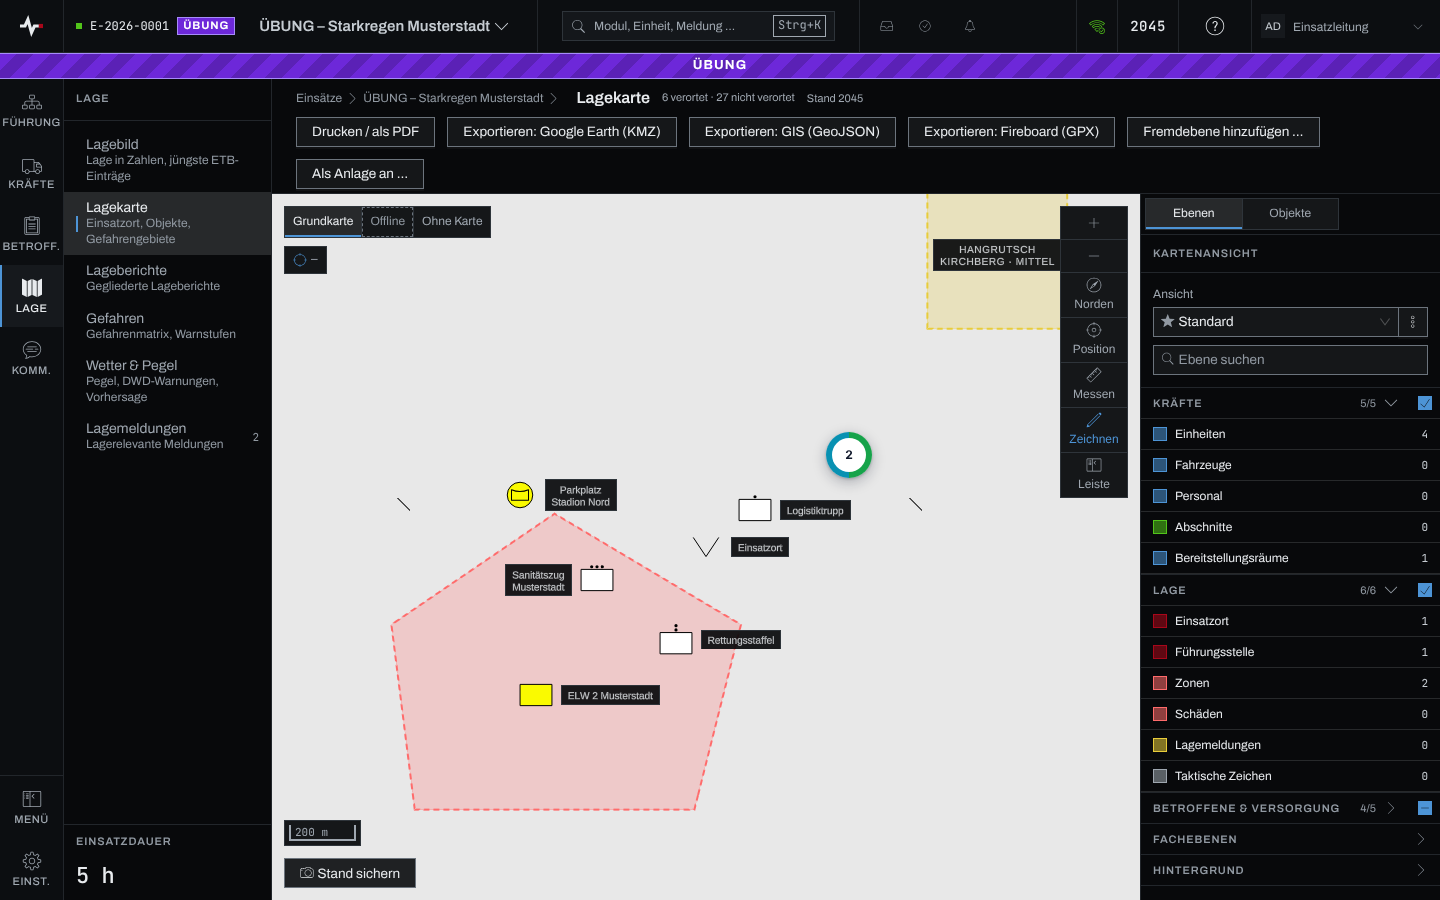 E-2026-0001 ÜBUNG ÜBUNG – Starkregen Musterstadt Modul, Einheit, Meldung ... Strg+K 2045 ? AD Einsatzleitung
ÜBUNG
FÜHRUNG
KRÄFTE
BETROFF.
LAGE
KOMM.
MENÜ
EINST.
LAGE
Lagebild
Lage in Zahlen, jüngste ETB-
Einträge
Lagekarte
Einsatzort, Objekte,
Gefahrengebiete
Lageberichte
Gegliederte Lageberichte
Gefahren
Gefahrenmatrix, Warnstufen
Wetter & Pegel
Pegel, DWD-Warnungen,
Vorhersage
Lagemeldungen
Lagerelevante Meldungen 2
EINSATZDAUER
5 h
Einsätze ÜBUNG – Starkregen Musterstadt Lagekarte 6 verortet · 27 nicht verortet Stand 2045
Drucken / als PDF Exportieren: Google Earth (KMZ) Exportieren: GIS (GeoJSON) Exportieren: Fireboard (GPX) Fremdebene hinzufügen ...
Als Anlage an ...
Grundkarte Offline Ohne Karte
–
HANGRUTSCH
KIRCHBERG · MITTEL
+
−
Norden
Position
Messen
Zeichnen
Leiste
2
Parkplatz
Stadion Nord
Logistiktrupp
Einsatzort
Sanitätszug
Musterstadt
Rettungsstaffel
ELW 2 Musterstadt
200 m
Stand sichern
Ebenen Objekte
KARTENANSICHT
Ansicht
Standard
Ebene suchen
KRÄFTE 5/5
Einheiten 4
Fahrzeuge 0
Personal 0
Abschnitte 0
Bereitstellungsräume 1
LAGE 6/6
Einsatzort 1
Führungsstelle 1
Zonen 2
Schäden 0
Lagemeldungen 0
Taktische Zeichen 0
BETROFFENE & VERSORGUNG 4/5
FACHEBENEN
HINTERGRUND